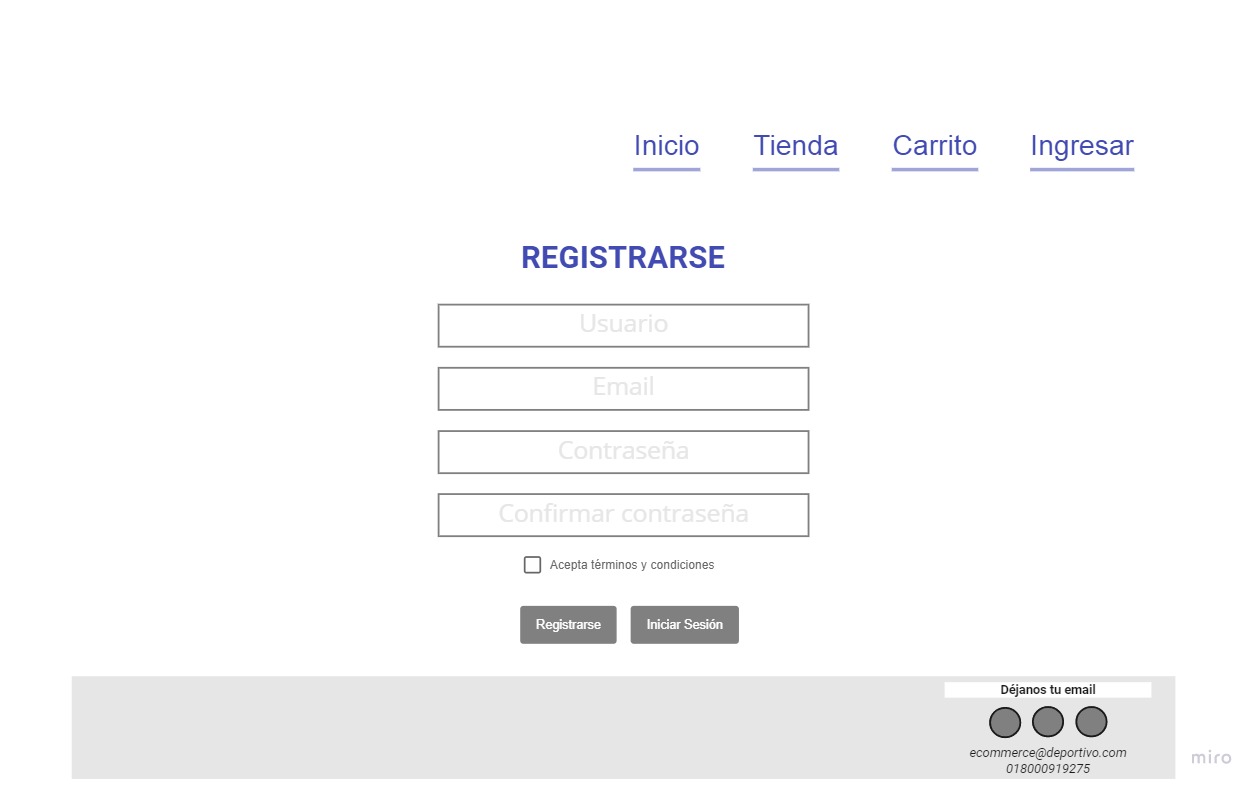 Inicio Tienda Carrito Ingresar
REGISTRARSE
Usuario
Email
Contraseña
Confirmar contraseña
Acepta términos y condiciones
Registrarse Iniciar Sesión
Déjanos tu email
ecommerce@deportivo.com
018000919275
miro